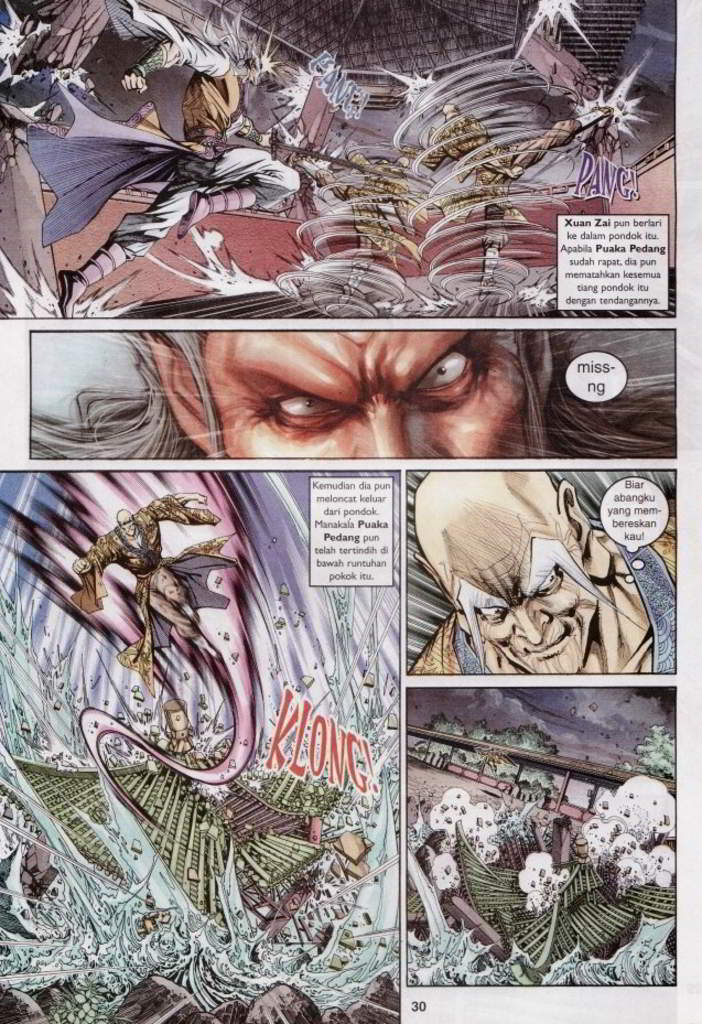 PANG!
PANG!
Xuan Zai pun berlari
ke dalam pondok itu.
Apabila Puaka Pedang
sudah rapat, dia pun
mematahkan kesemua
tiang pondok itu
dengan tendangannya.
miss-
ng
Kemudian dia pun
meloncat keluar
dari pondok.
Manakala Puaka
Pedang pun
telah tertindih di
bawah runtuhan
pokok itu.
Biar
abangku
yang mem-
bereskan
kau!
KLONG!
30